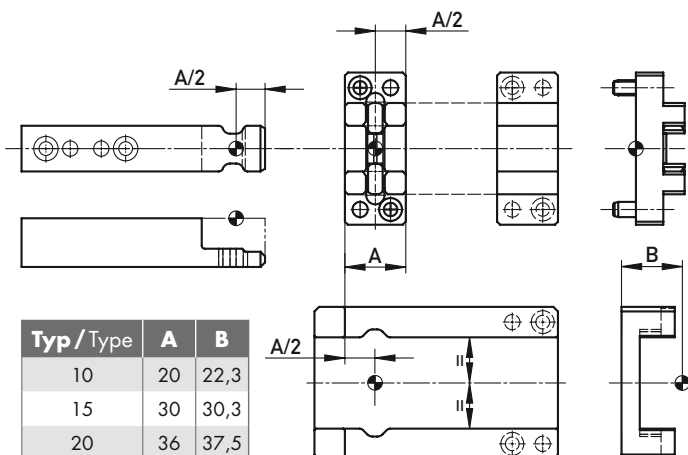 A/2
A/2
A
B
A/2
=
=
Typ / Type A B
10 20 22,3
15 30 30,3
20 36 37,5